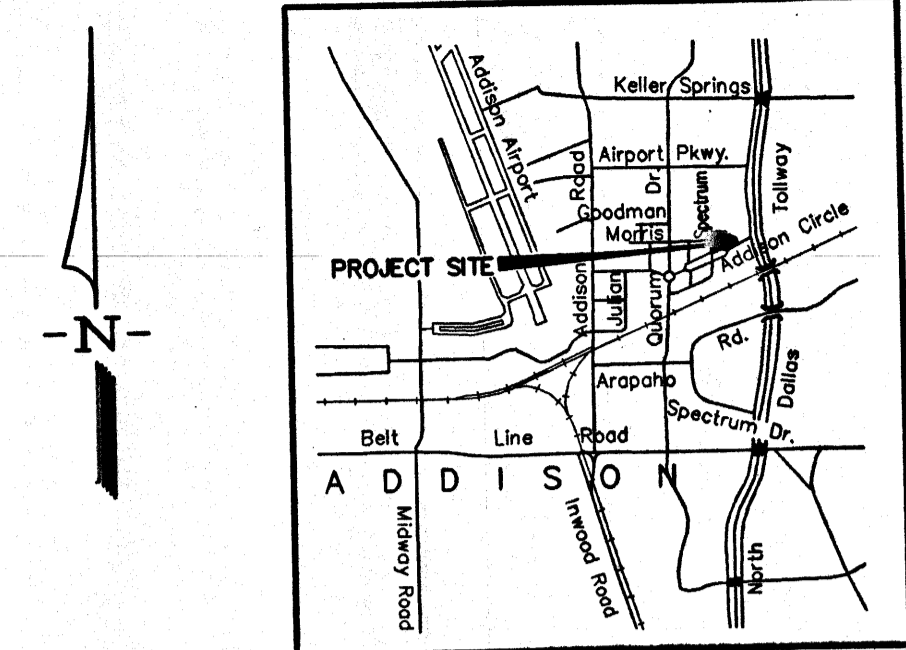 Keller Springs
Addison Airport
Airport Pkwy.
Road
Dr.
Spectrum
Tollway
Goodman
Morris
Addison Circle
PROJECT SITE
Addison
Julian
Quorum
-N-
Rd.
Dallas
Arapaho
Spectrum Dr.
Belt Line Road
A D D I S O N
Midway Road
Inwood Road
North